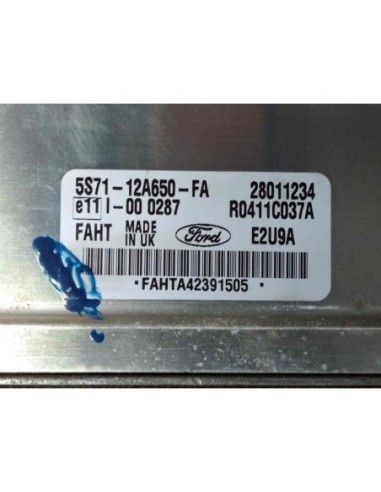 5S71-12A650-FA 28011234
e11 I-00 0287 R0411C037A
FAHT MADE IN UK Ford E2U9A
*FAHTA42391505*